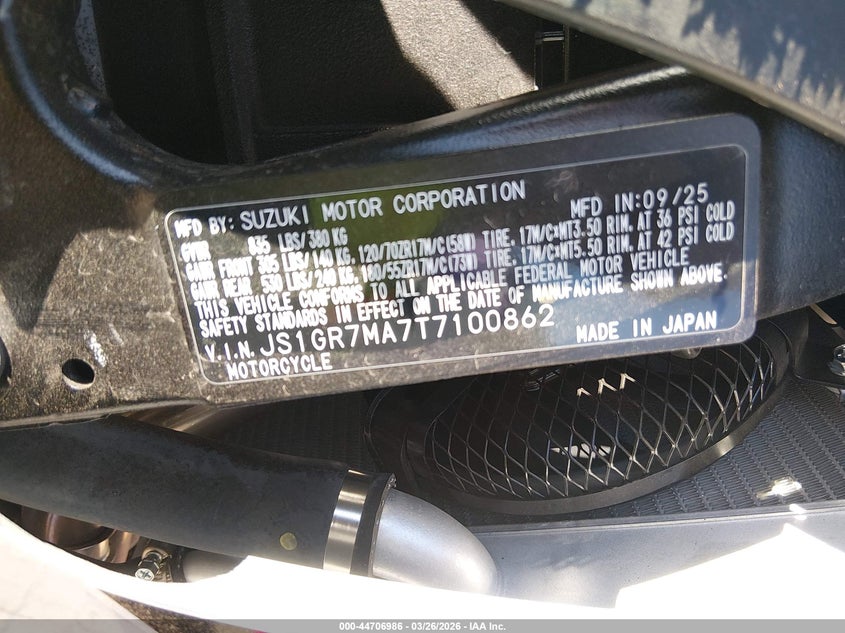 MFD BY: SUZUKI MOTOR CORPORATION MFD IN: 09/25
GVWR 836 LBS/380 KG
GAWR FRONT 305 LBS/140 KG, 120/70ZR17M/C(58W) TIRE, 17M/C×MT3.50 RIM, AT 36 PSI COLD
GAWR REAR 530 LBS/240 KG, 180/55ZR17M/C(73W) TIRE, 17M/C×MT5.50 RIM, AT 42 PSI COLD
THIS VEHICLE CONFORMS TO ALL APPLICABLE FEDERAL MOTOR VEHICLE
SAFETY STANDARDS IN EFFECT ON THE DATE OF MANUFACTURE SHOWN ABOVE.
V.I.N. JS1GR7MA7T7100862 MADE IN JAPAN
MOTORCYCLE
000-44706986 - 03/26/2026 - IAA Inc.